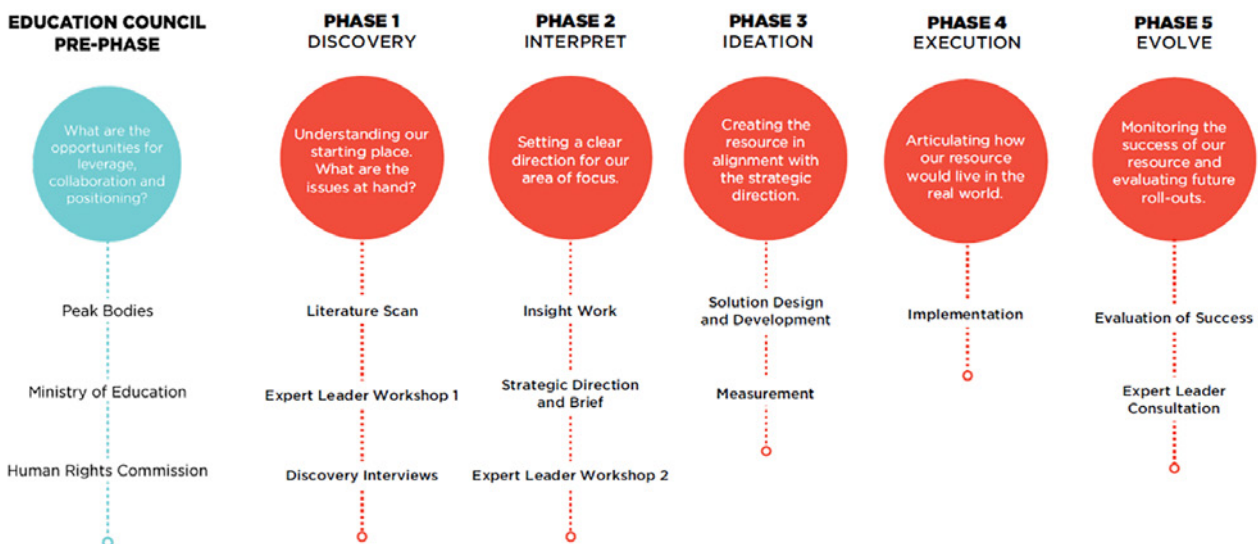 EDUCATION COUNCIL
PRE-PHASE
What are the
opportunities for
leverage,
collaboration and
positioning?
Peak Bodies
Ministry of Education
Human Rights Commission
PHASE 1
DISCOVERY
Understanding our
starting place.
What are the
issues at hand?
Literature Scan
Expert Leader Workshop 1
Discovery Interviews
PHASE 2
INTERPRET
Setting a clear
direction for our
area of focus.
Insight Work
Strategic Direction
and Brief
Expert Leader Workshop 2
PHASE 3
IDEATION
Creating the
resource in
alignment with
the strategic
direction.
Solution Design
and Development
Measurement
PHASE 4
EXECUTION
Articulating how
our resource
would live in the
real world.
Implementation
PHASE 5
EVOLVE
Monitoring the
success of our
resource and
evaluating future
roll-outs.
Evaluation of Success
Expert Leader
Consultation